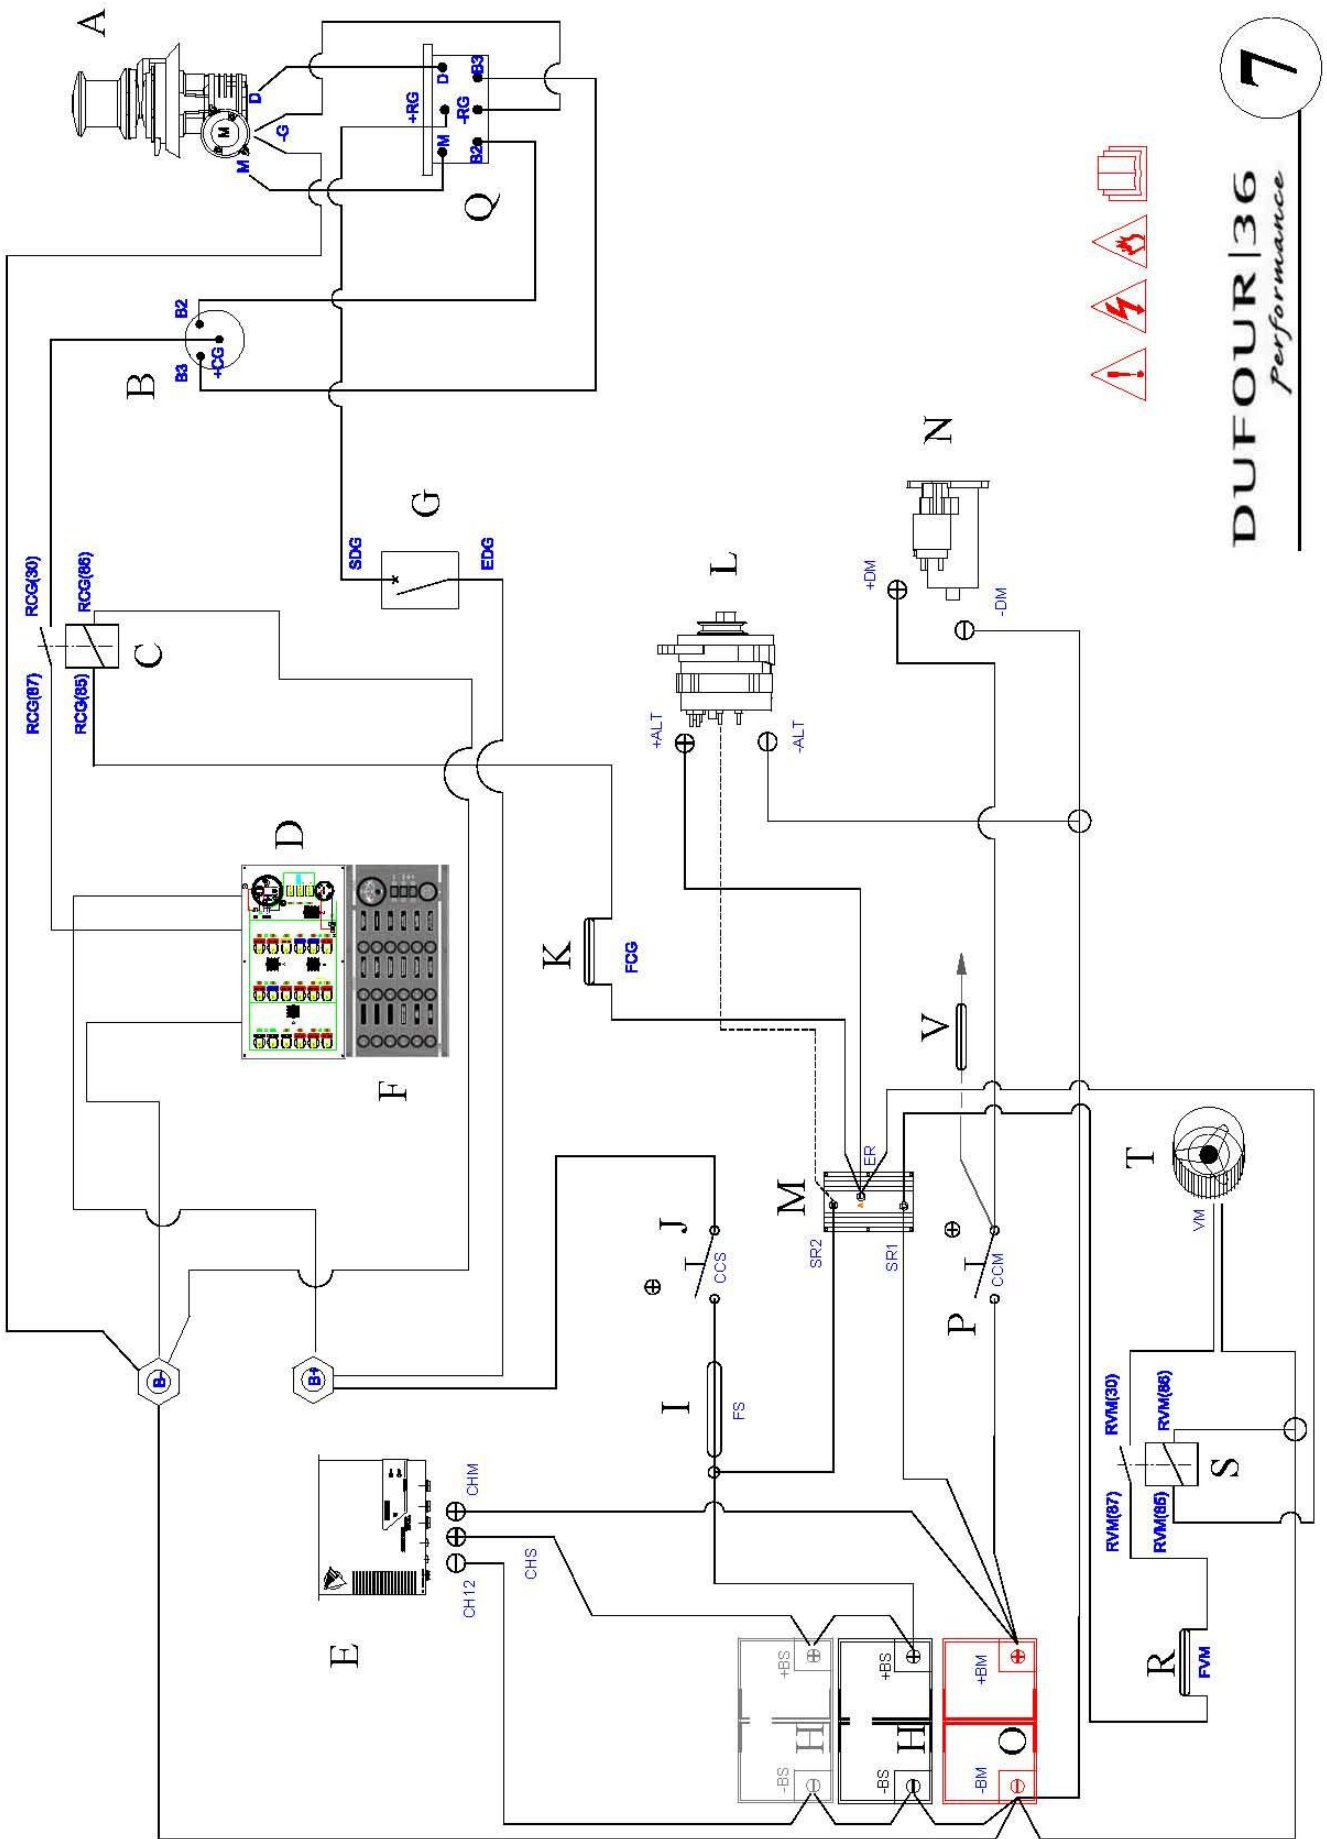 A
D
-G
M
M
D
+RG
M
B3
-RG
B2
Q
B2
B3
+CG
B
RCG(30)
RCG(86)
RCG(87)
RCG(85)
C
SDG
EDG
G
D
F
K
FCG
L
+ALT
-ALT
N
+DM
-DM
B-
B+
E
CHM
CHS
CH12
J
CCS
I
FS
M
SR2
ER
SR1
V
P
CCM
T
VM
RVM(30)
RVM(86)
RVM(87)
RVM(85)
S
R
FVM
+BS
-BS
H
+BS
-BS
H
+BM
-BM
O
DUFOUR|36
Performance
7